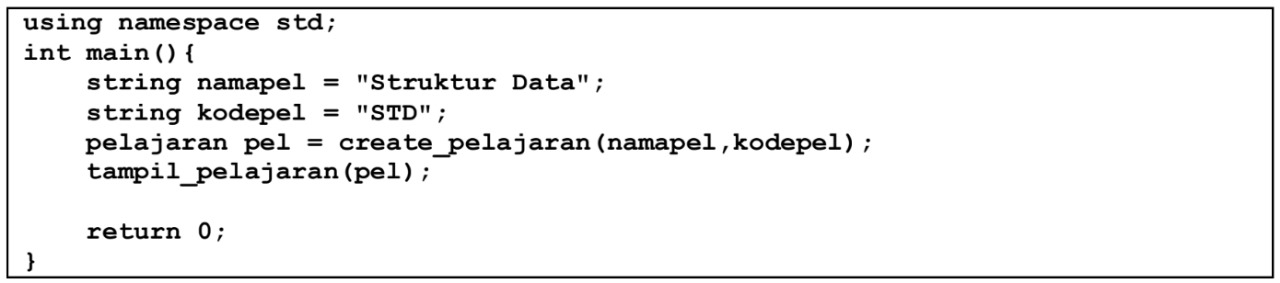 using namespace std;
int main(){
    string namapel = "Struktur Data";
    string kodepel = "STD";
    pelajaran pel = create_pelajaran(namapel,kodepel);
    tampil_pelajaran(pel);

    return 0;
}